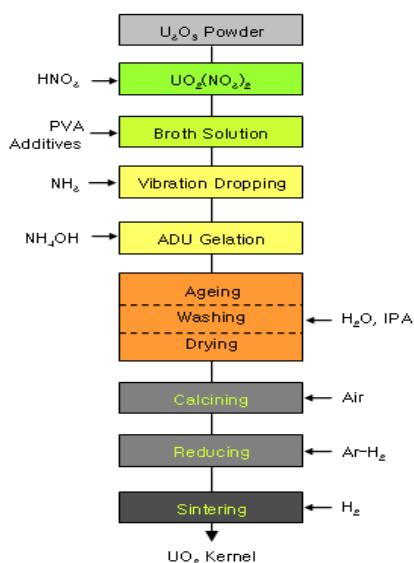 U₃O₈ Powder
HNO₃
UO₂(NO₃)₂
PVA
Additives
Broth Solution
NH₃
Vibration Dropping
NH₄OH
ADU Gelation
Ageing
Washing
H₂O, IPA
Drying
Calcining
Air
Reducing
Ar-H₂
Sintering
H₂
UO₂ Kernel